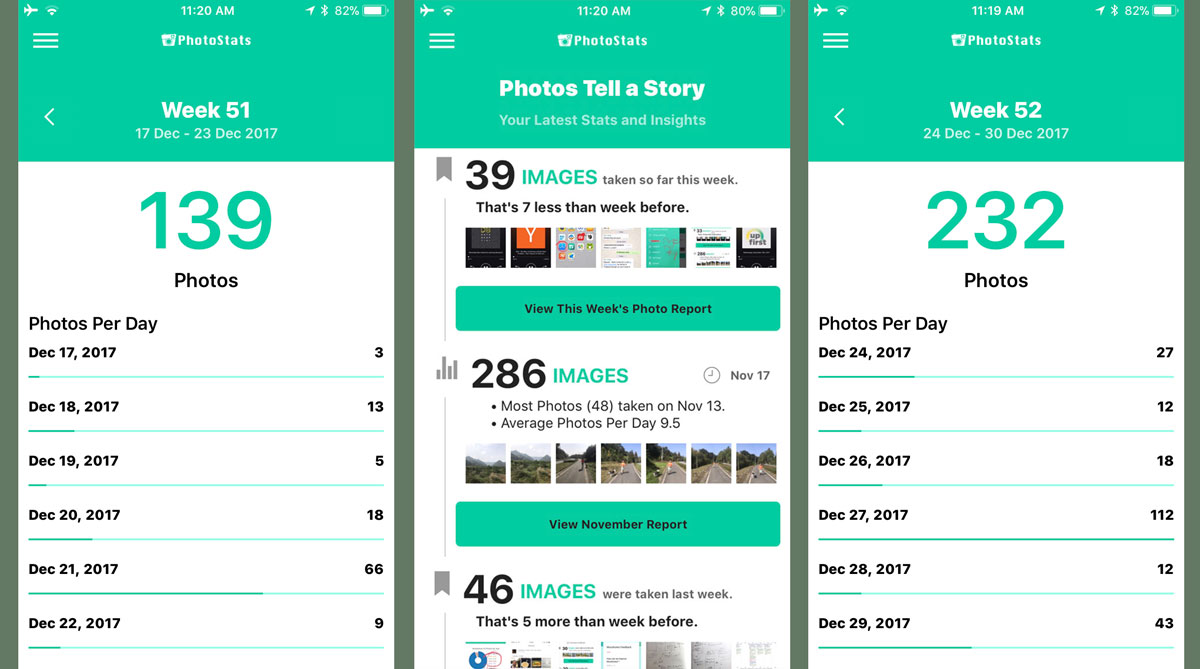 11:20 AM
82%
PhotoStats
Week 51
17 Dec - 23 Dec 2017
139
Photos
Photos Per Day
Dec 17, 2017 3
Dec 18, 2017 13
Dec 19, 2017 5
Dec 20, 2017 18
Dec 21, 2017 66
Dec 22, 2017 9
11:20 AM
80%
PhotoStats
Photos Tell a Story
Your Latest Stats and Insights
39 IMAGES taken so far this week.
That's 7 less than week before.
Y
up first
View This Week's Photo Report
286 IMAGES Nov 17
• Most Photos (48) taken on Nov 13.
• Average Photos Per Day 9.5
View November Report
46 IMAGES were taken last week.
That's 5 more than week before.
11:19 AM
82%
PhotoStats
Week 52
24 Dec - 30 Dec 2017
232
Photos
Photos Per Day
Dec 24, 2017 27
Dec 25, 2017 12
Dec 26, 2017 18
Dec 27, 2017 112
Dec 28, 2017 12
Dec 29, 2017 43